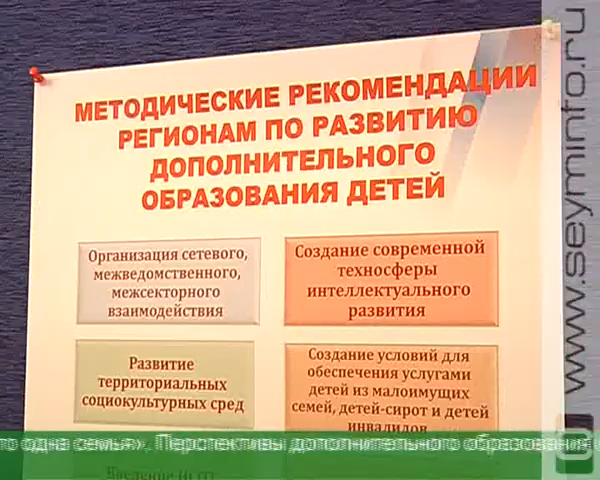 МЕТОДИЧЕСКИЕ РЕКОМЕНДАЦИИ
РЕГИОНАМ ПО РАЗВИТИЮ
ДОПОЛНИТЕЛЬНОГО
ОБРАЗОВАНИЯ ДЕТЕЙ
Организация сетевого,
межведомственного,
межсекторного
взаимодействия
Создание современной
техносферы
интеллектуального
развития
Развитие
территориальных
социокультурных сред
Создание условий для
обеспечения услугами
детей из малоимущих
семей, детей-сирот и детей
инвалидов
одна семья». Перспективы дополнительного образования
www.seyminfo.ru